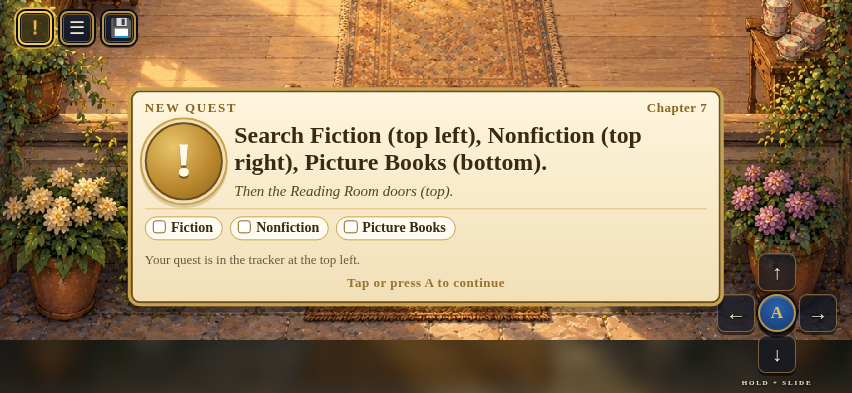 !
NEW QUEST
Chapter 7
!
Search Fiction (top left), Nonfiction (top
right), Picture Books (bottom).
Then the Reading Room doors (top).
Fiction
Nonfiction
Picture Books
Your quest is in the tracker at the top left.
Tap or press A to continue
↑
← A →
↓
HOLD + SLIDE